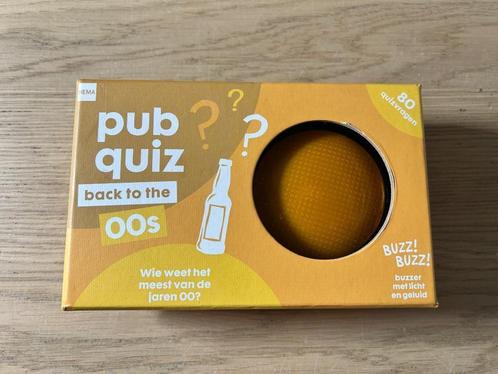 HEMA
pub
quiz
back to the
00s
Wie weet het
meest van de
jaren 00?
80
quizvragen
BUZZ!
BUZZ!
buzzer
met licht
en geluid